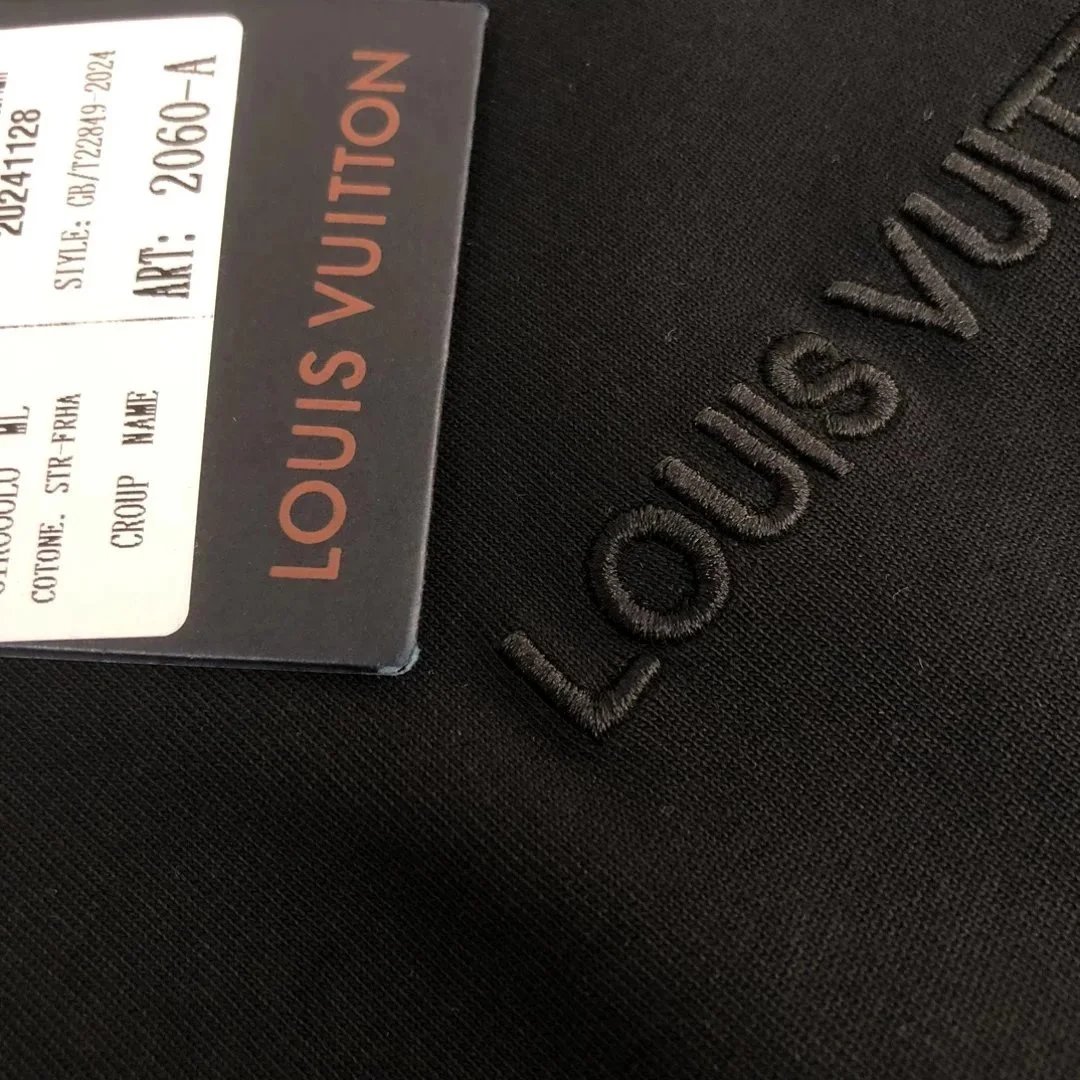 20241128
STYLE: GB/T22849-2024
ART: 2060-A
ML
COTONE. STR-FRHA
CROUP NAME
LOUIS VUITTON
LOUIS VUIT